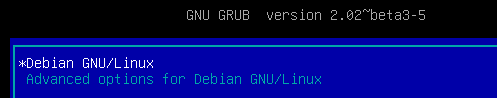 GNU GRUB  version 2.02~beta3-5
*Debian GNU/Linux
Advanced options for Debian GNU/Linux